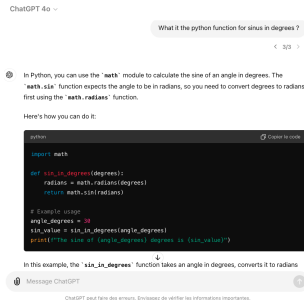 ChatGPT 4o
What it the python function for sinus in degrees ?
3/3
In Python, you can use the `math` module to calculate the sine of an angle in degrees. The
`math.sin` function expects the angle to be in radians, so you need to convert degrees to radians
first using the `math.radians` function.
Here's how you can do it:
python
Copier le code
import math
def sin_in_degrees(degrees):
    radians = math.radians(degrees)
    return math.sin(radians)
# Example usage
angle_degrees = 30
sin_value = sin_in_degrees(angle_degrees)
print(f"The sine of {angle_degrees} degrees is {sin_value}")
In this example, the `sin_in_degrees` function takes an angle in degrees, converts it to radians
Message ChatGPT
ChatGPT peut faire des erreurs. Envisagez de vérifier les informations importantes.